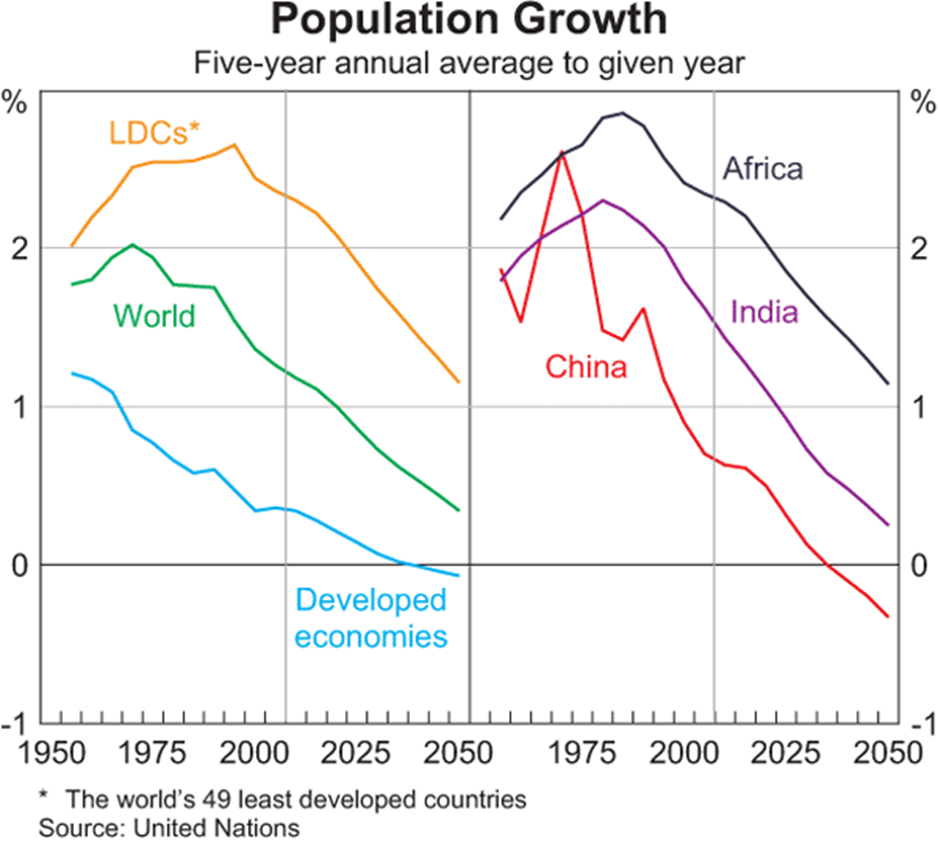 Population Growth
Five-year annual average to given year
%
%
LDCs*
Africa
2
2
World
India
China
1
1
0
0
Developed
economies
-1
-1
1950 1975 2000 2025 2050 1975 2000 2025 2050
* The world's 49 least developed countries
Source: United Nations